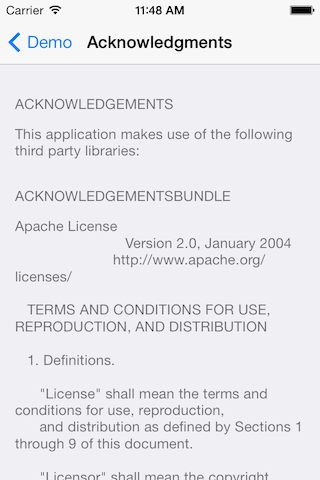 Carrier 11:48 AM
Demo Acknowledgments
ACKNOWLEDGEMENTS
This application makes use of the following
third party libraries:
ACKNOWLEDGEMENTSBUNDLE
Apache License
Version 2.0, January 2004
http://www.apache.org/
licenses/
TERMS AND CONDITIONS FOR USE,
REPRODUCTION, AND DISTRIBUTION
1. Definitions.
"License" shall mean the terms and
conditions for use, reproduction,
and distribution as defined by Sections 1
through 9 of this document.
"Licensor" shall mean the copyright